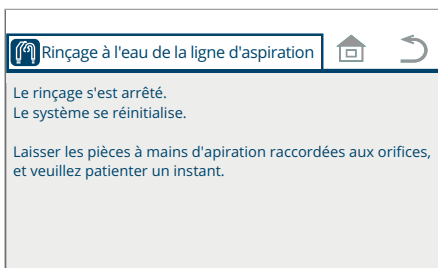 Rinçage à l'eau de la ligne d'aspiration
Le rinçage s'est arrêté.
Le système se réinitialise.
Laisser les pièces à mains d'apiration raccordées aux orifices,
et veuillez patienter un instant.